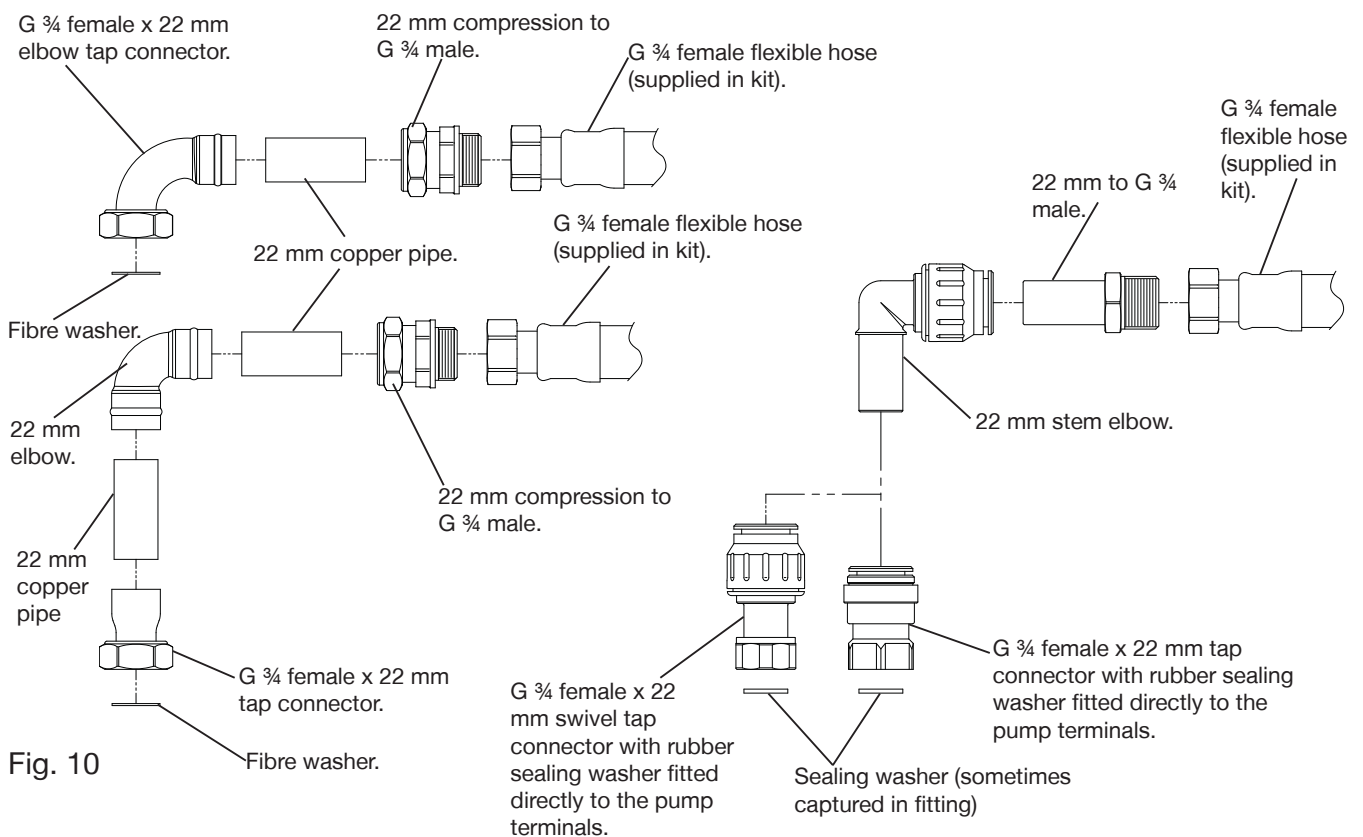 G ¾ female x 22 mm
elbow tap connector.
22 mm compression to
G ¾ male.
G ¾ female flexible hose
(supplied in kit).
G ¾ female
flexible hose
(supplied in
kit).
22 mm to G ¾
male.
G ¾ female flexible hose
(supplied in kit).
22 mm copper pipe.
Fibre washer.
22 mm
elbow.
22 mm stem elbow.
22 mm compression to
G ¾ male.
22 mm
copper
pipe
G ¾ female x 22 mm
tap connector.
G ¾ female x 22
mm swivel tap
connector with rubber
sealing washer fitted
directly to the pump
terminals.
G ¾ female x 22 mm tap
connector with rubber sealing
washer fitted directly to the
pump terminals.
Fibre washer.
Sealing washer (sometimes
captured in fitting)
Fig. 10